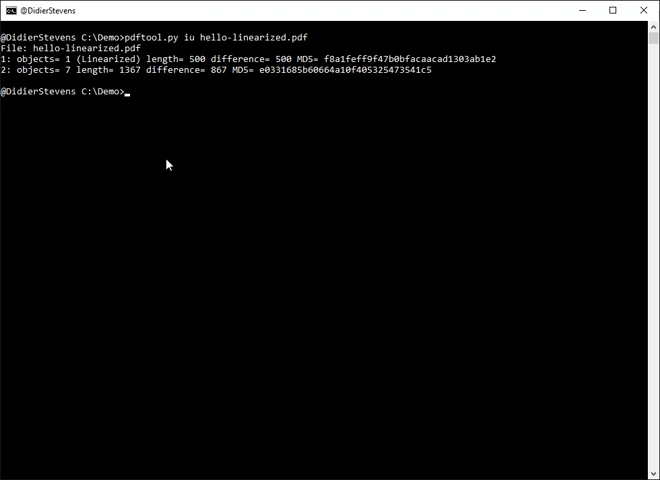 @DidierStevens
@DidierStevens C:\Demo>pdftool.py iu hello-linearized.pdf
File: hello-linearized.pdf
1: objects= 1 (Linearized) length= 500 difference= 500 MD5= f8a1feff9f47b0bfacaacad1303ab1e2
2: objects= 7 length= 1367 difference= 867 MD5= e0331685b60664a10f405325473541c5
@DidierStevens C:\Demo>